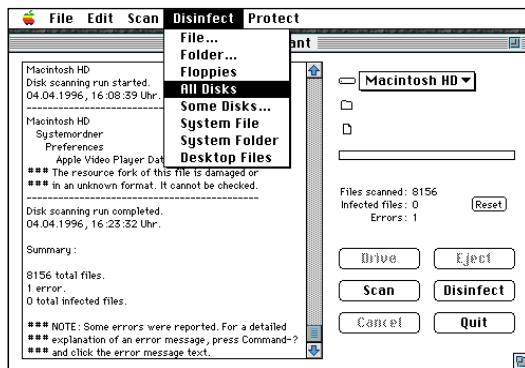 File Edit Scan Disinfect Protect
ant
File...
Folder...
Floppies
All Disks
Some Disks...
System File
System Folder
Desktop Files
Macintosh HD
Disk scanning run started.
04.04.1996, 16:08:39 Uhr.
Macintosh HD
Systemordner
Preferences
Apple Video Player Dat
### The resource fork of this file is damaged or
### in an unknown format. It cannot be checked.
Disk scanning run completed.
04.04.1996, 16:23:32 Uhr.
Summary:
8156 total files.
1 error.
0 total infected files.
### NOTE: Some errors were reported. For a detailed
### explanation of an error message, press Command-?
### and click the error message text.
Macintosh HD
Files scanned: 8156
Infected files: 0
Errors: 1
Reset
Drive Eject
Scan Disinfect
Cancel Quit